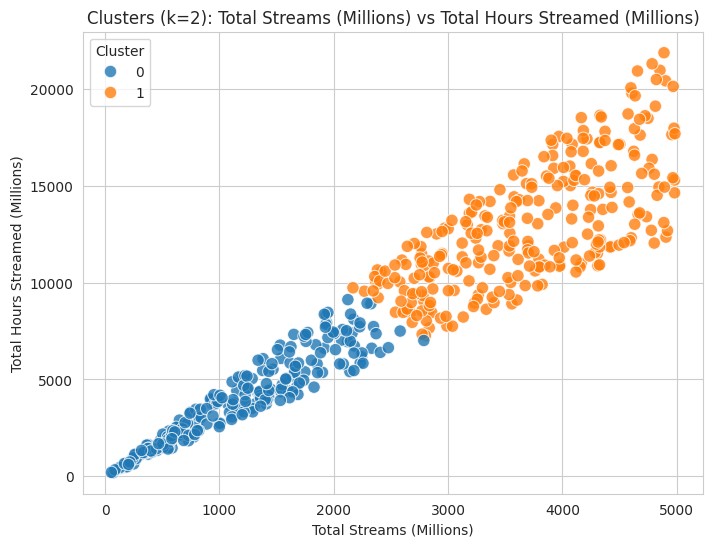 Clusters (k=2): Total Streams (Millions) vs Total Hours Streamed (Millions)
Cluster
0
1
Total Hours Streamed (Millions)
20000
15000
10000
5000
0
0 1000 2000 3000 4000 5000
Total Streams (Millions)